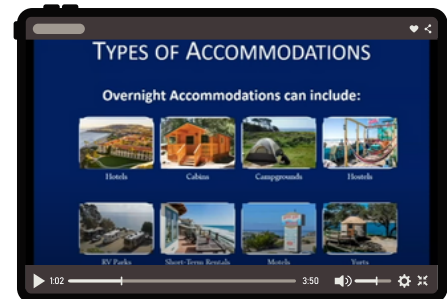 TYPES OF ACCOMMODATIONS
Overnight Accommodations can include:
Hotels Cabins Campgrounds Hostels
RV Parks Short-Term Rentals Motels Yurts
1:02 3:50